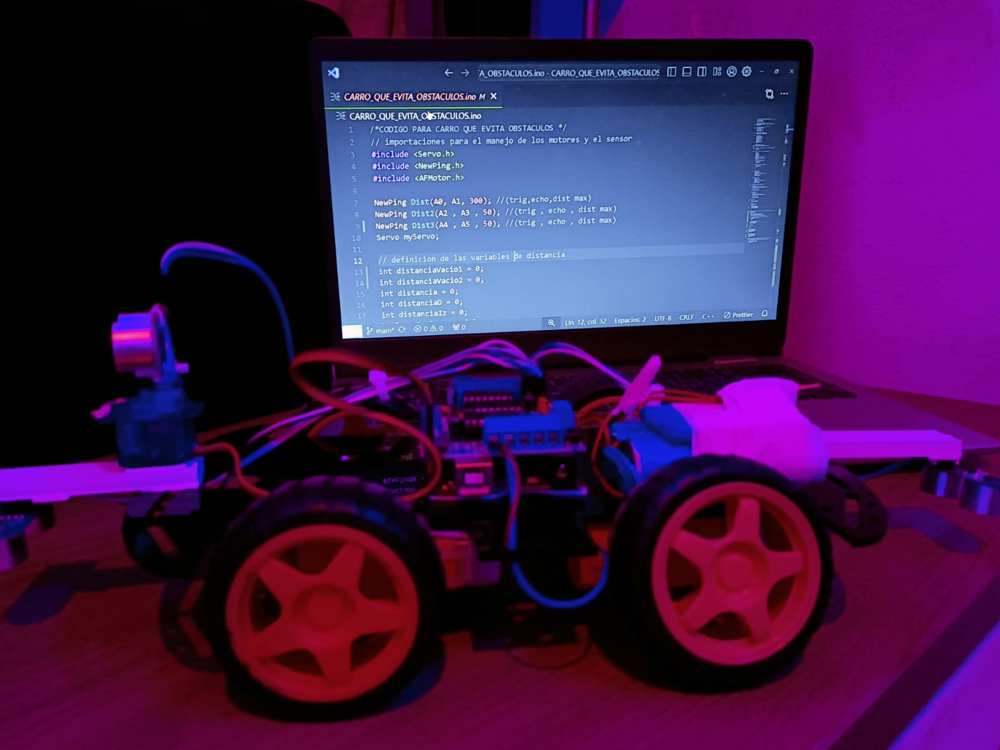 TA_OBSTACULOS.ino - CARRO_QUE_EVITA_OBSTACULOS
CARRO_QUE_EVITA_OBSTACULOS.ino M
CARRO_QUE_EVITA_OBSTACULOS.ino
1 /*CODIGO PARA CARRO QUE EVITA OBSTACULOS */
2 // importaciones para el manejo de los motores y el sensor
3 #include <Servo.h>
4 #include <NewPing.h>
5 #include <AFMotor.h>
6
7 NewPing Dist(A0, A1, 300); //(trig,echo,dist max)
8 NewPing Dist2(A2 , A3 , 50); //(trig , echo , dist max)
9 NewPing Dist3(A4 , A5 , 50); //(trig , echo , dist max)
10 Servo myServo;
11
12 // definicion de las variables de distancia
13 int distanciaVacio1 = 0;
14 int distanciaVacio2 = 0;
15 int distancia = 0;
16 int distanciaD = 0;
17 int distanciaIz = 0;
main* 0 0 0 Lín. 12, col. 32 Espacios: 2 UTF-8 CRLF C++ Prettier